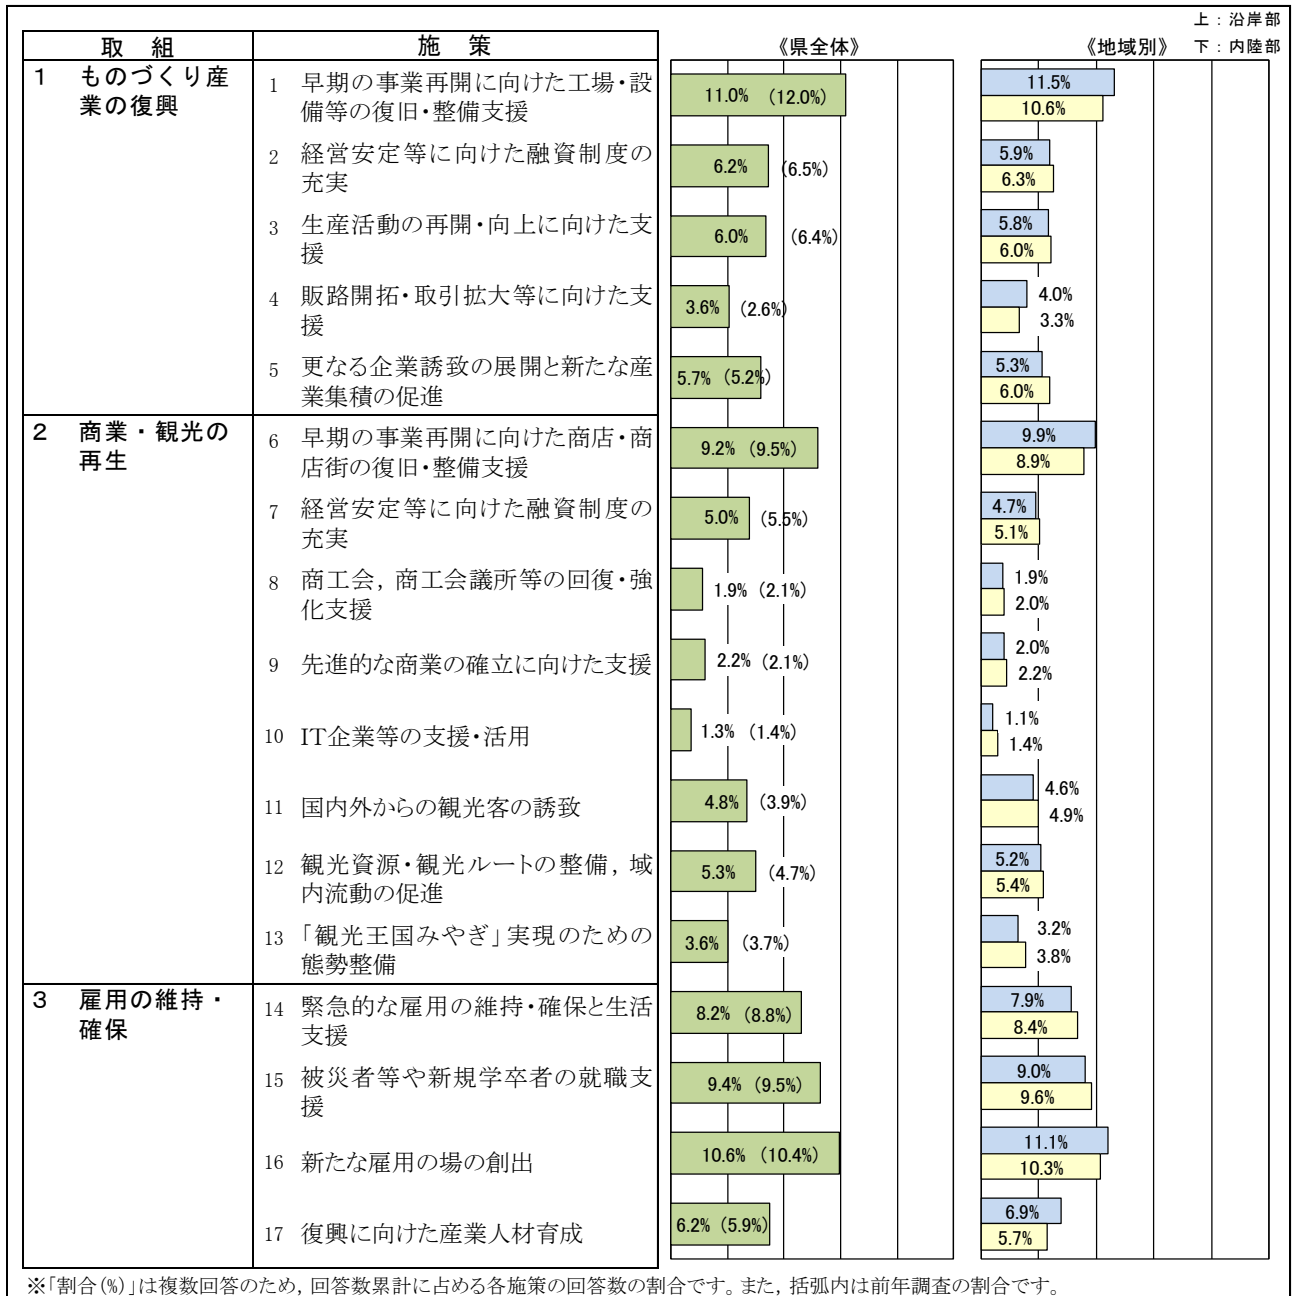 上：沿岸部
取　組　施　策　《県全体》　《地域別》　下：内陸部
1　ものづくり産
業の復興
1　早期の事業再開に向けた工場・設
備等の復旧・整備支援
11.0%　(12.0%)
11.5%
10.6%
2　経営安定等に向けた融資制度の
充実
6.2%　(6.5%)
5.9%
6.3%
3　生産活動の再開・向上に向けた支
援
6.0%　(6.4%)
5.8%
6.0%
4　販路開拓・取引拡大等に向けた支
援
3.6%　(2.6%)
4.0%
3.3%
5　更なる企業誘致の展開と新たな産
業集積の促進
5.7%　(5.2%)
5.3%
6.0%
2　商業・観光の
再生
6　早期の事業再開に向けた商店・商
店街の復旧・整備支援
9.2%　(9.5%)
9.9%
8.9%
7　経営安定等に向けた融資制度の
充実
5.0%　(5.5%)
4.7%
5.1%
8　商工会，商工会議所等の回復・強
化支援
1.9%　(2.1%)
1.9%
2.0%
9　先進的な商業の確立に向けた支援
2.2%　(2.1%)
2.0%
2.2%
10　IT企業等の支援・活用
1.3%　(1.4%)
1.1%
1.4%
11　国内外からの観光客の誘致
4.8%　(3.9%)
4.6%
4.9%
12　観光資源・観光ルートの整備，域
内流動の促進
5.3%　(4.7%)
5.2%
5.4%
13　「観光王国みやぎ」実現のための
態勢整備
3.6%　(3.7%)
3.2%
3.8%
3　雇用の維持・
確保
14　緊急的な雇用の維持・確保と生活
支援
8.2%　(8.8%)
7.9%
8.4%
15　被災者等や新規学卒者の就職支
援
9.4%　(9.5%)
9.0%
9.6%
16　新たな雇用の場の創出
10.6%　(10.4%)
11.1%
10.3%
17　復興に向けた産業人材育成
6.2%　(5.9%)
6.9%
5.7%
※「割合(%)」は複数回答のため，回答数累計に占める各施策の回答数の割合です。また，括弧内は前年調査の割合です。